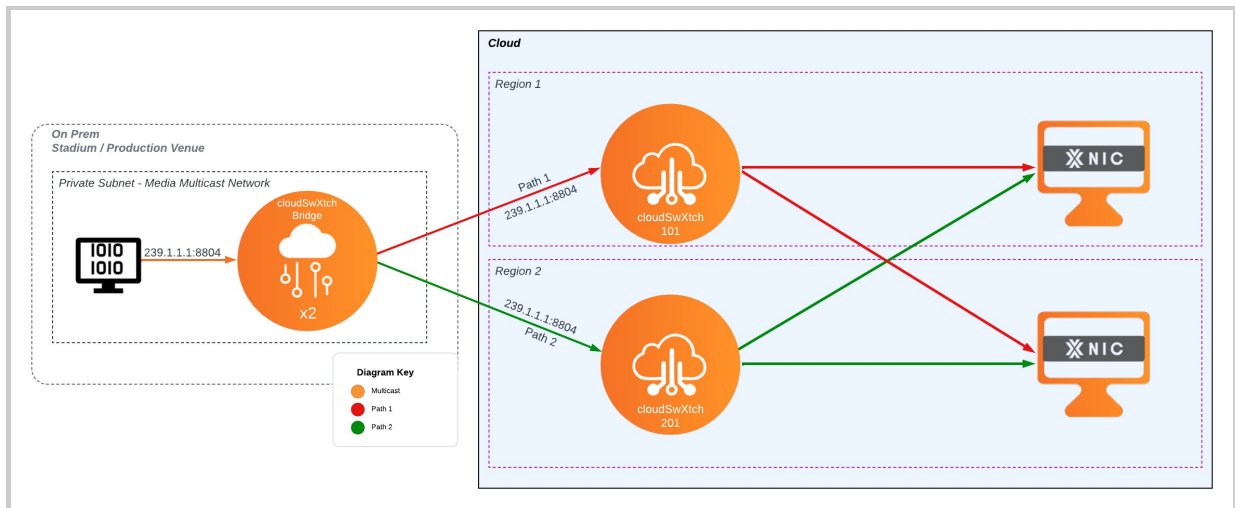 Cloud
Region 1
On Prem
Stadium / Production Venue
Private Subnet - Media Multicast Network
1010
1010
239.1.1.1:8804
cloudSwXtch
Bridge
x2
Path 1
239.1.1.1:8804
cloudSwXtch
101
XNIC
Region 2
239.1.1.1:8804
Path 2
cloudSwXtch
201
XNIC
Diagram Key
Multicast
Path 1
Path 2